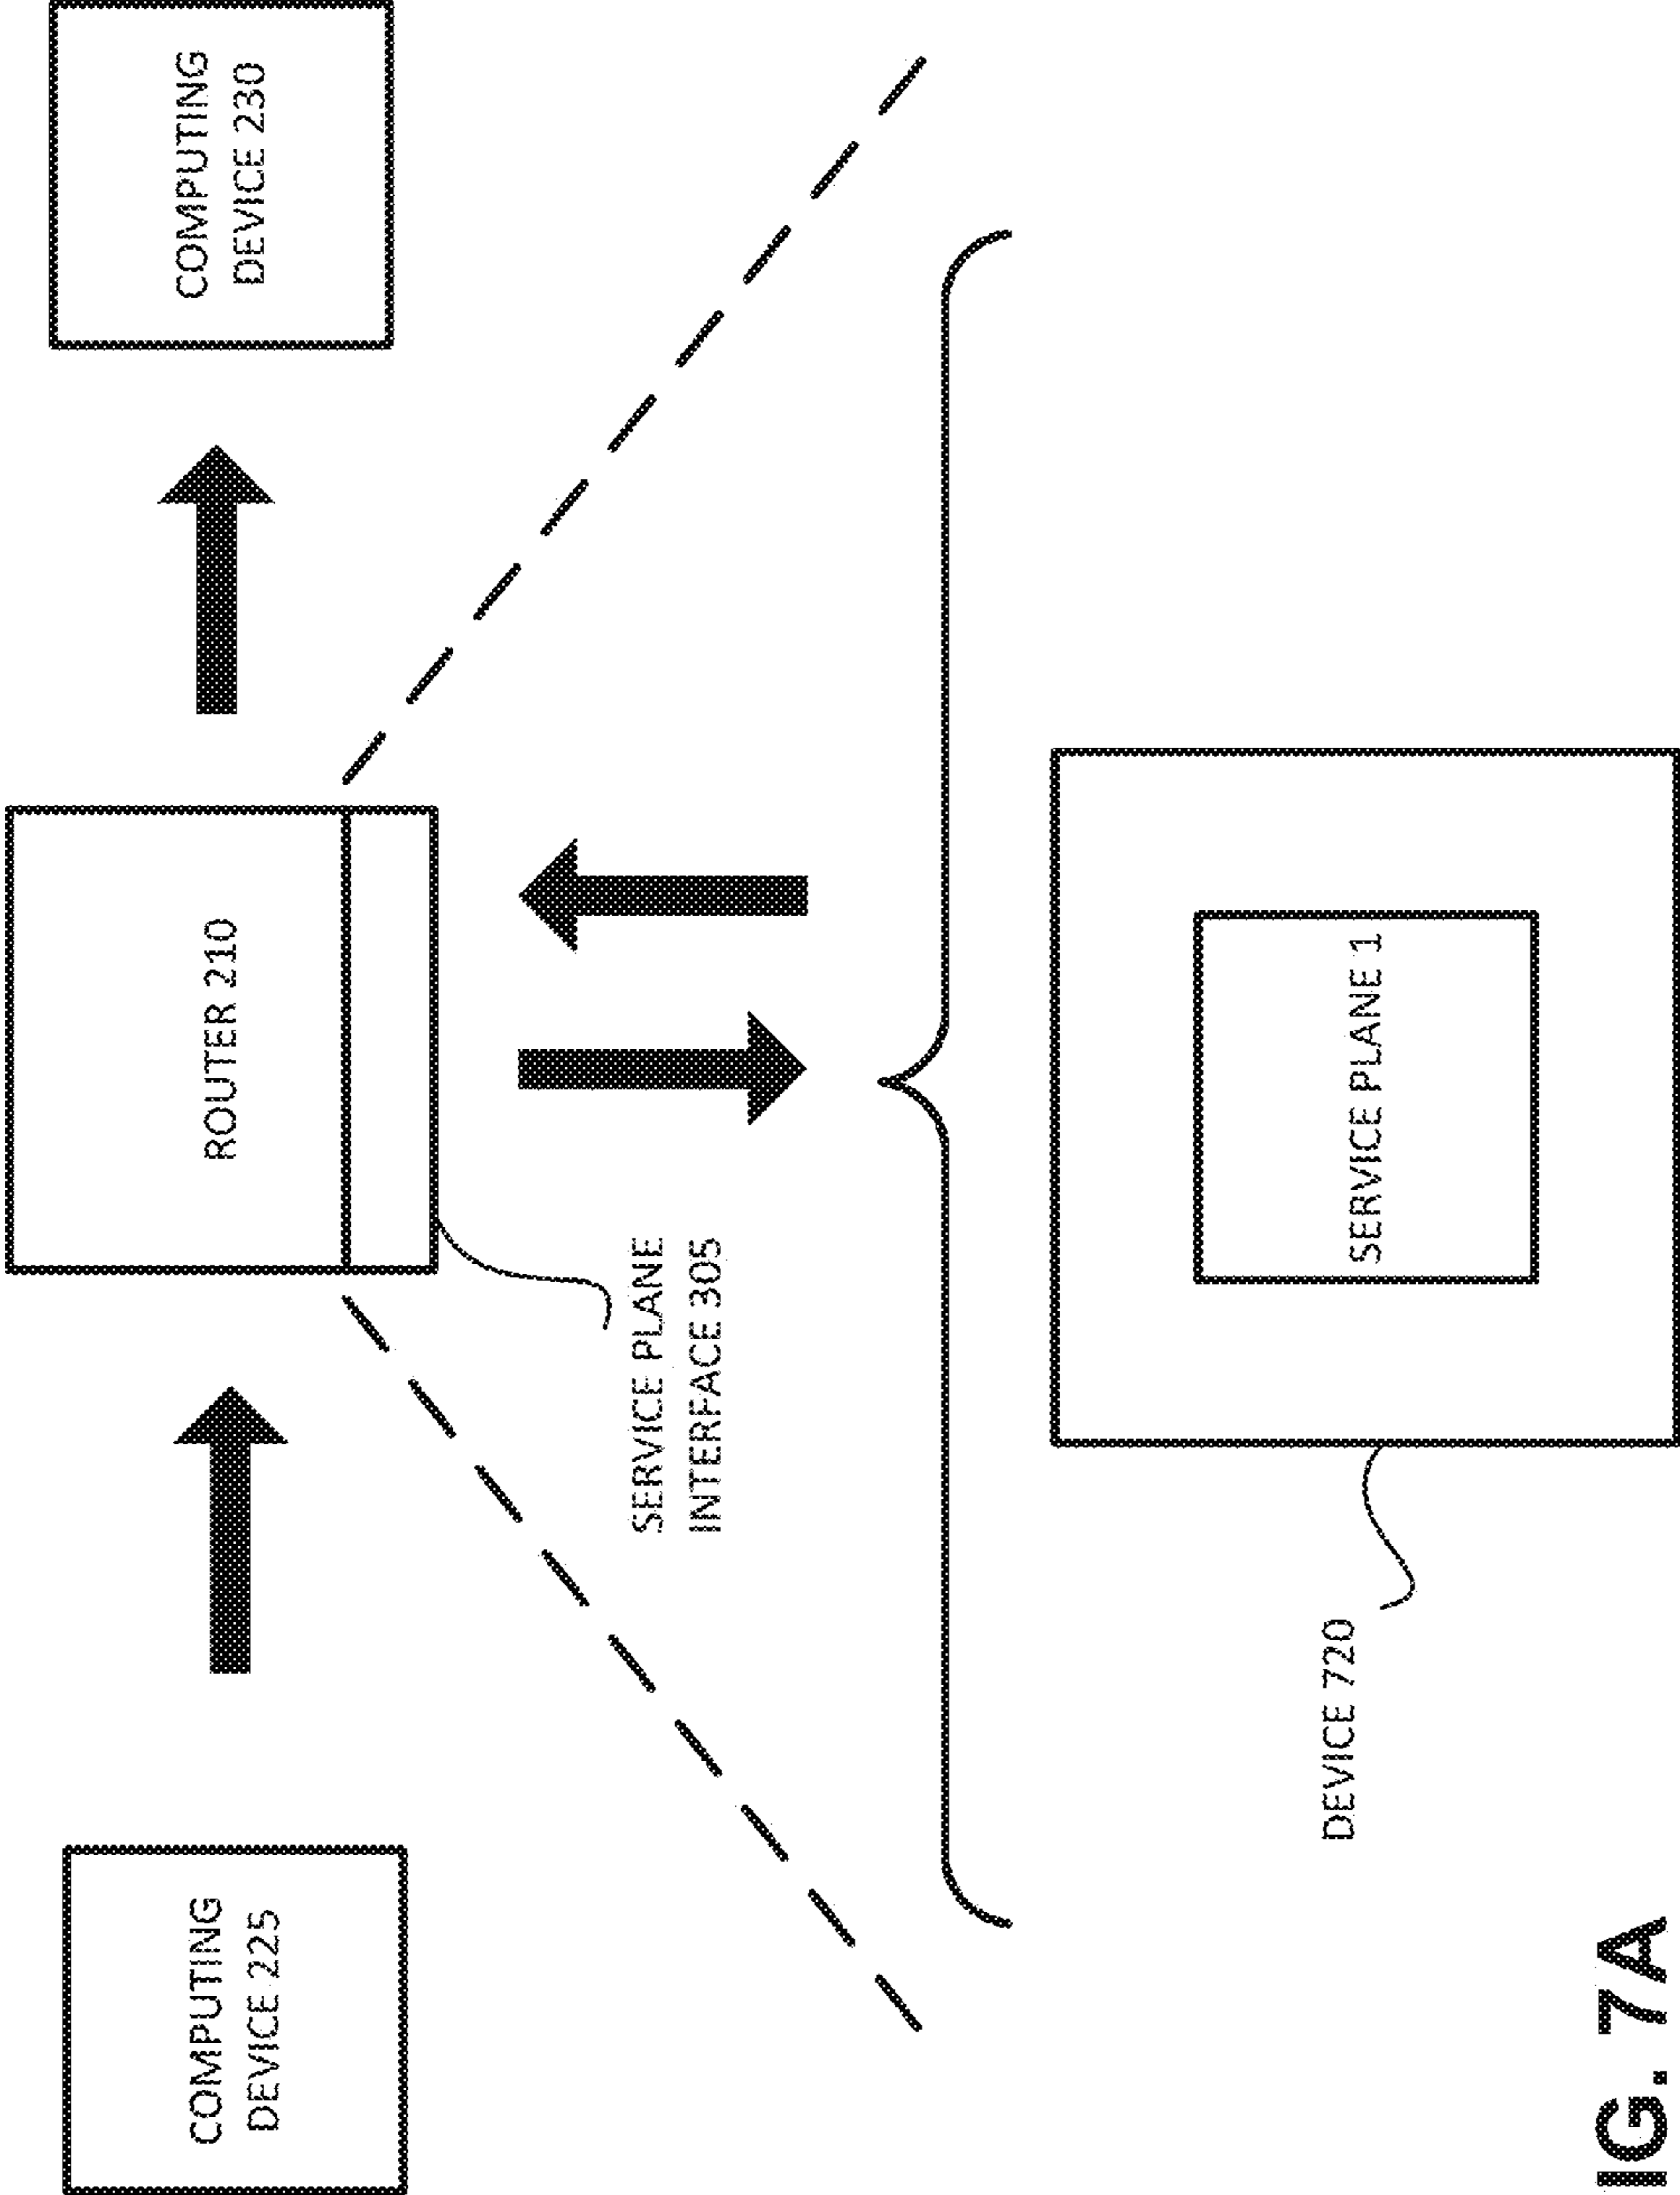 COMPUTING
DEVICE 225
ROUTER 210
COMPUTING
DEVICE 230
SERVICE PLANE
INTERFACE 305
DEVICE 720
SERVICE PLANE 1
IG. 7A